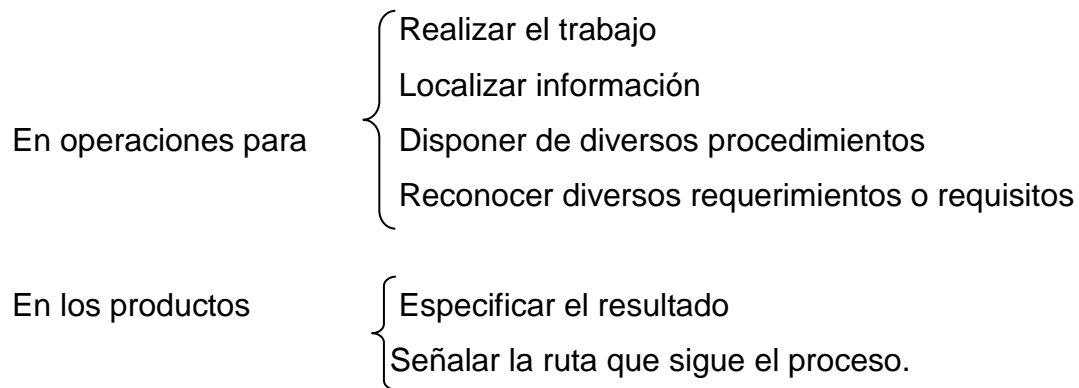 Realizar el trabajo
Localizar información
En operaciones para Disponer de diversos procedimientos
Reconocer diversos requerimientos o requisitos
En los productos Especificar el resultado
Señalar la ruta que sigue el proceso.